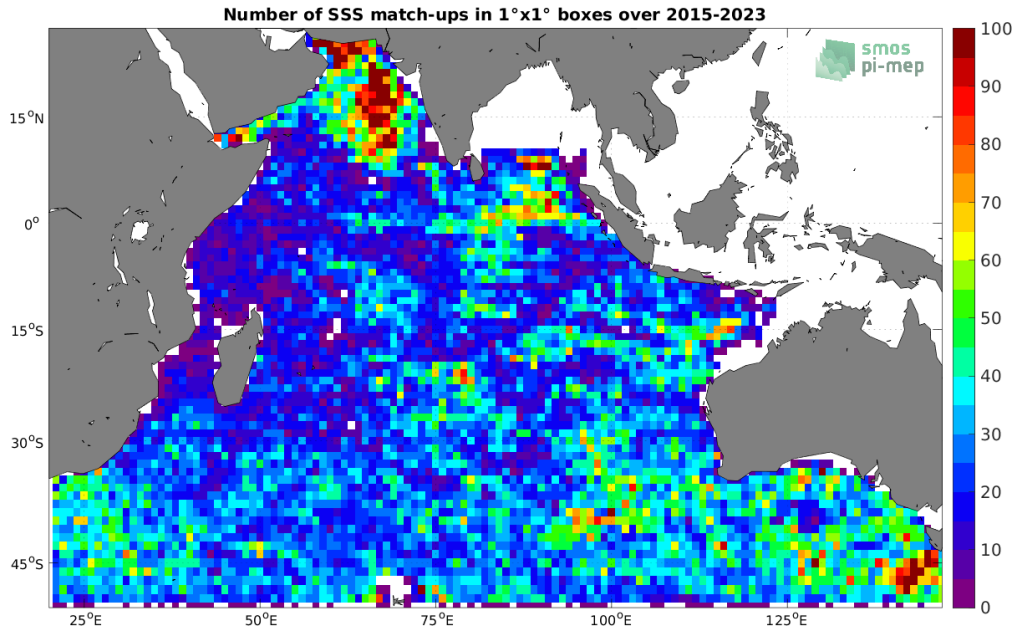 Number of SSS match-ups in 1°x1° boxes over 2015-2023
smos
pi-mep
100
90
80
70
60
50
40
30
20
10
0
15°N
0°
15°S
30°S
45°S
25°E
50°E
75°E
100°E
125°E